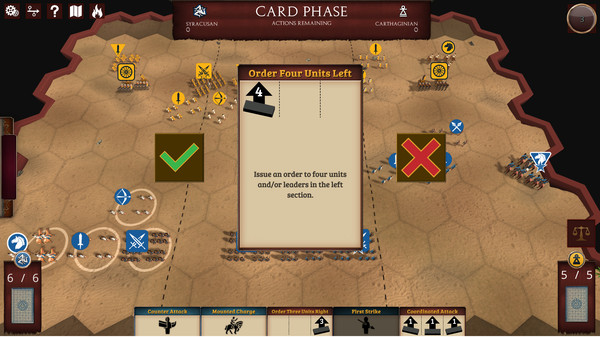 CARD PHASE
ACTIONS REMAINING
SYRACUSAN
0
CARTHAGINIAN
0
Order Four Units Left
4
Issue an order to four units
and/or leaders in the left
section.
6 / 6
5 / 5
Counter Attack
Mounted Charge
Order Three Units Right
First Strike
Coordinated Attack